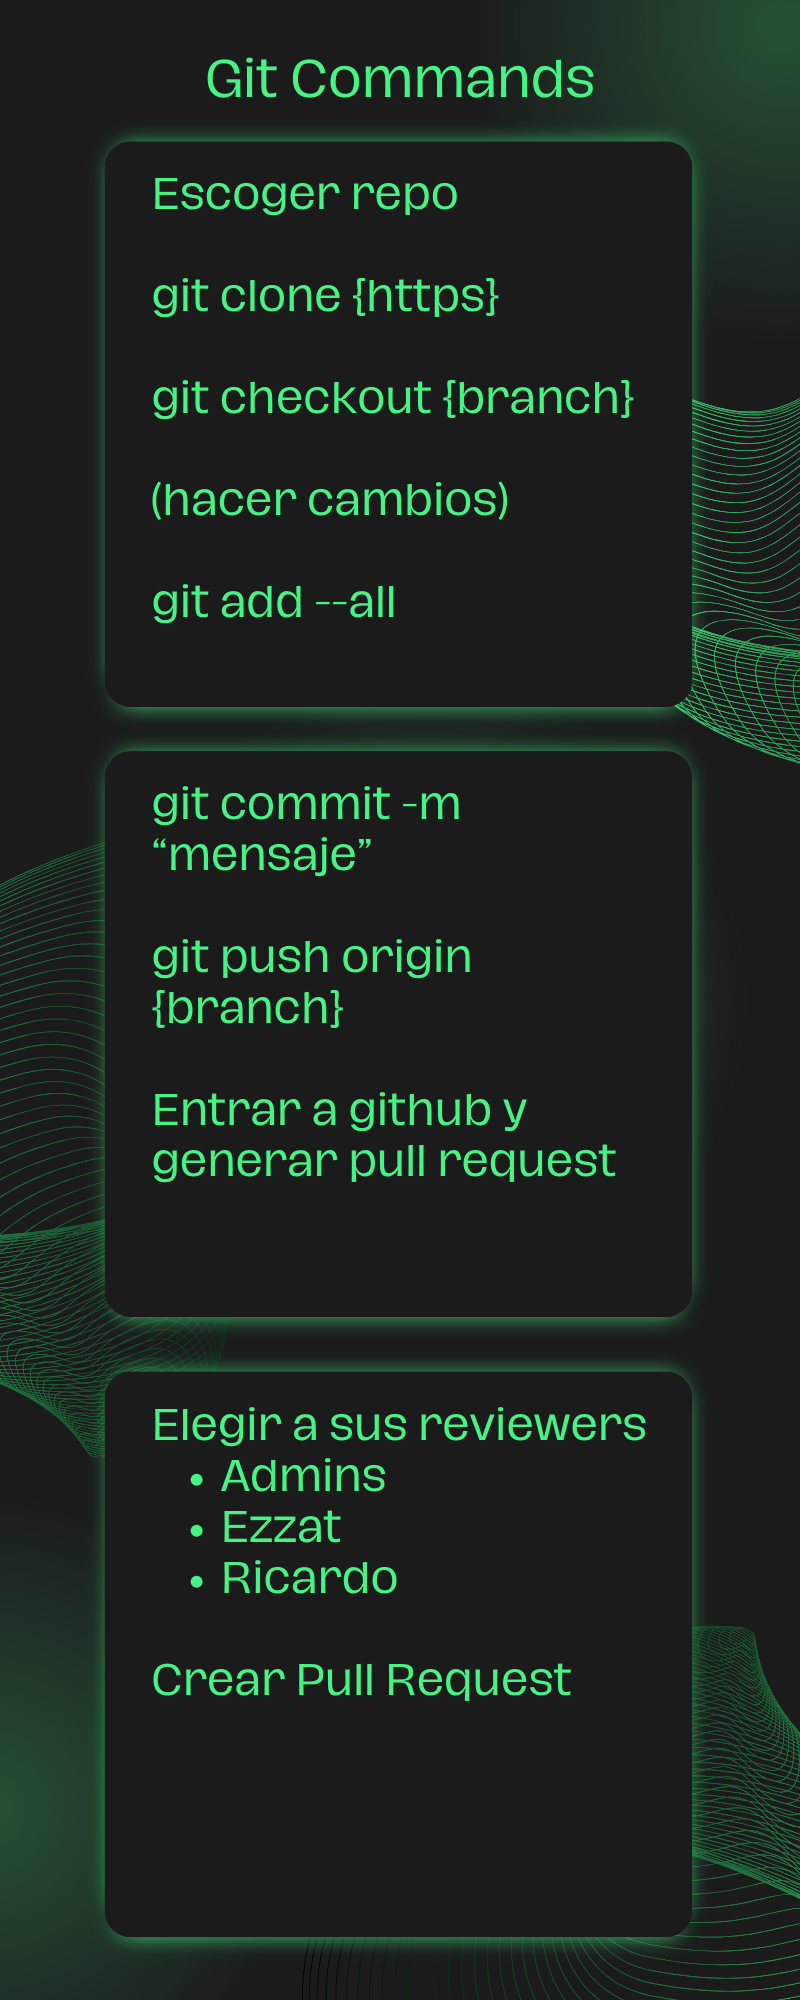 Git Commands
Escoger repo
git clone {https}
git checkout {branch}
(hacer cambios)
git add --all
git commit -m
“mensaje”
git push origin
{branch}
Entrar a github y
generar pull request
Elegir a sus reviewers
• Admins
• Ezzat
• Ricardo
Crear Pull Request